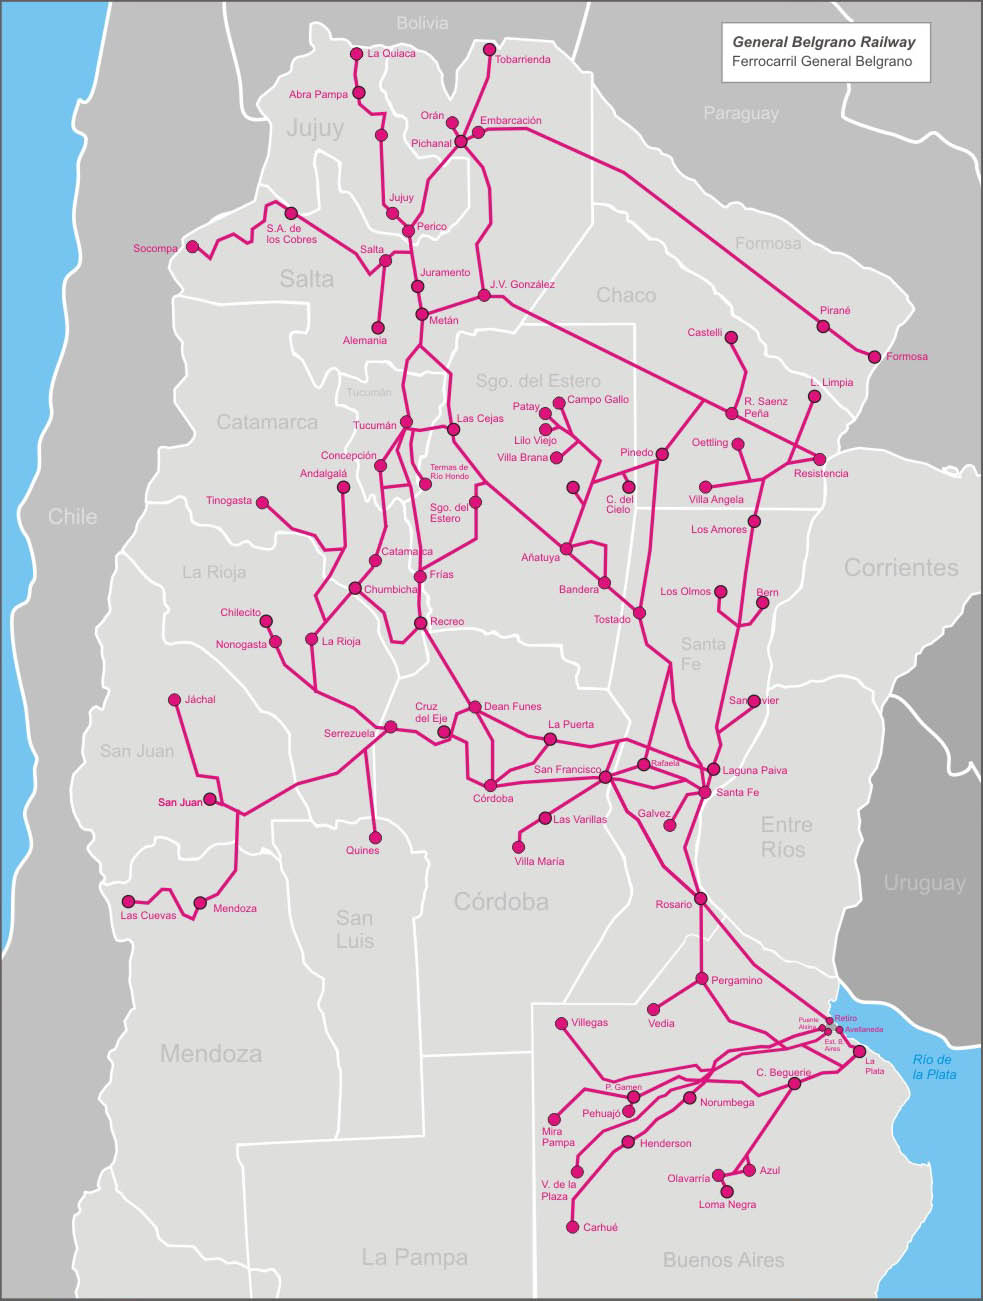 Bolivia
General Belgrano Railway
Ferrocarril General Belgrano
La Quiaca
Tobarrienda
Abra Pampa
Paraguay
Orán
Embarcación
Jujuy
Pichanal
Jujuy
Perico
S.A. de
los Cobres
Socompa
Salta
Formosa
Juramento
Salta
J.V. González
Chaco
Pirané
Metán
Alemania
Castelli
Formosa
Sgo. del Estero
L. Limpia
Tucumán
Campo Gallo
Patay
R. Saenz
Peña
Catamarca
Tucumán
Las Cejas
Lilo Viejo
Oettling
Concepción
Villa Brana
Pinedo
Termas de
Río Hondo
Andalgalá
Resistencia
Tinogasta
Sgo. del
Estero
C. del
Cielo
Villa Angela
Chile
Los Amores
Catamarca
Añatuya
La Rioja
Frías
Corrientes
Chumbicha
Bandera
Los Olmos
Bern
Chilecito
Recreo
Tostado
Nonogasta
La Rioja
Santa
Fe
Jáchal
Cruz
del Eje
Dean Funes
San Javier
Serrezuela
La Puerta
San Juan
San Francisco
Rafaela
Laguna Paiva
San Juan
Córdoba
Santa Fe
Las Varillas
Galvez
Entre
Ríos
Quines
Villa María
Uruguay
Las Cuevas
Mendoza
San
Luis
Córdoba
Rosario
Pergamino
Villegas
Vedia
Puente
Alsina
Retiro
Avellaneda
Est. B.
Aires
Mendoza
La
Plata
Río de
la Plata
C. Beguerie
P. Gamen
Pehuajó
Norumbega
Mira
Pampa
Henderson
Azul
Olavarría
V. de la
Plaza
Loma Negra
Carhué
La Pampa
Buenos Aires